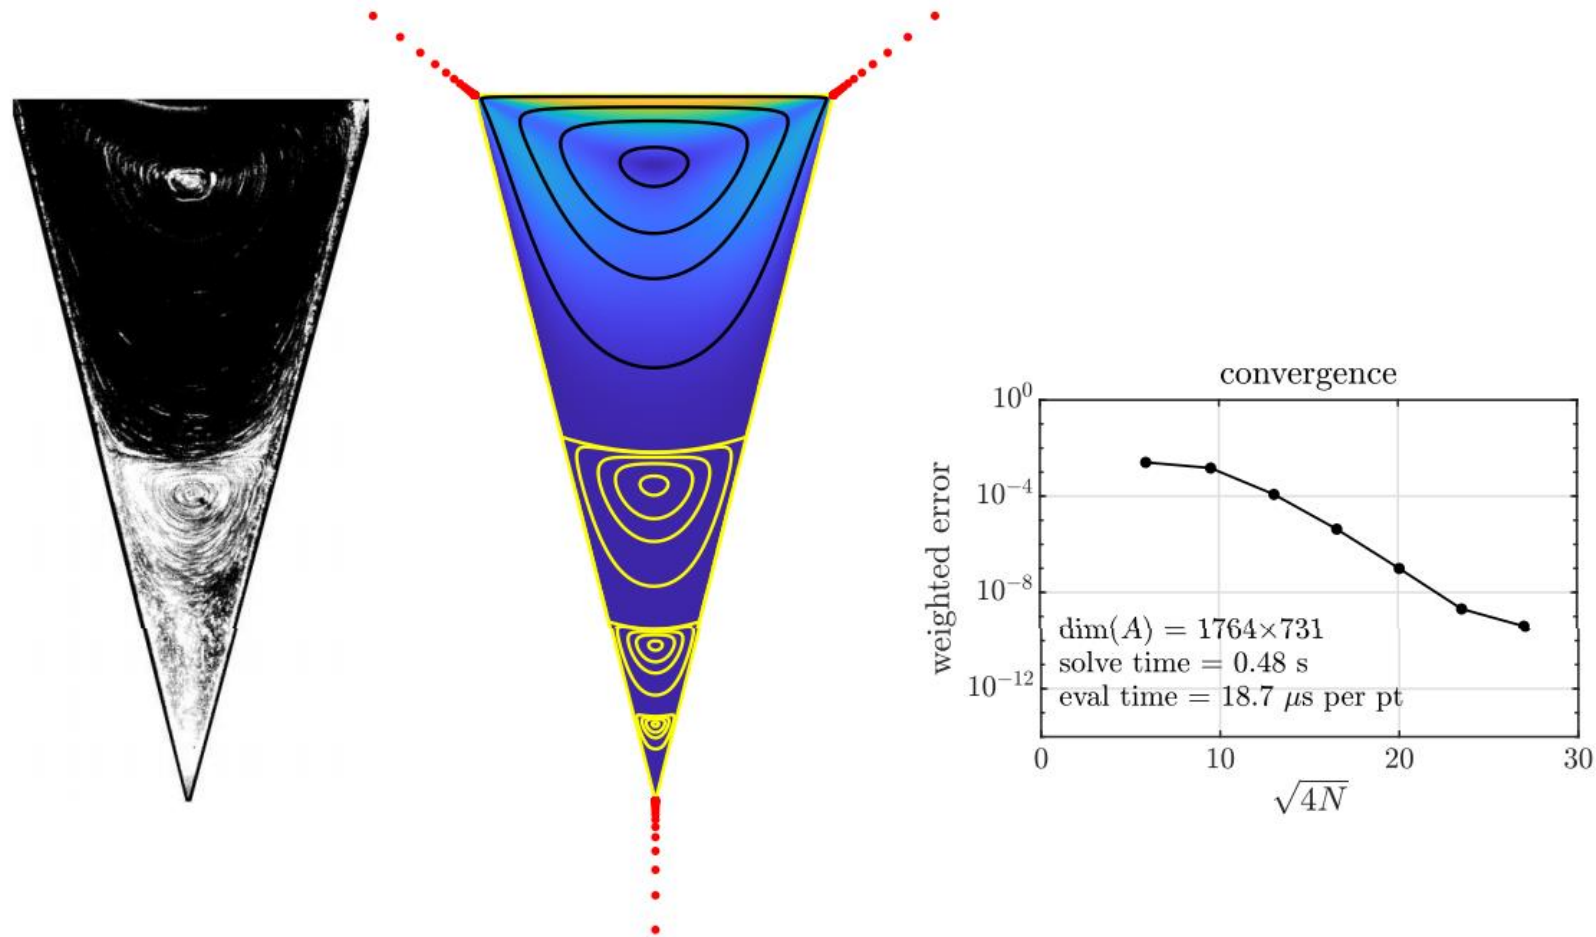 convergence
weighted error
10^0
10^{-4}
10^{-8}
10^{-12}
dim(A) = 1764×731
solve time = 0.48 s
eval time = 18.7 μs per pt
0 10 20 30
√4N